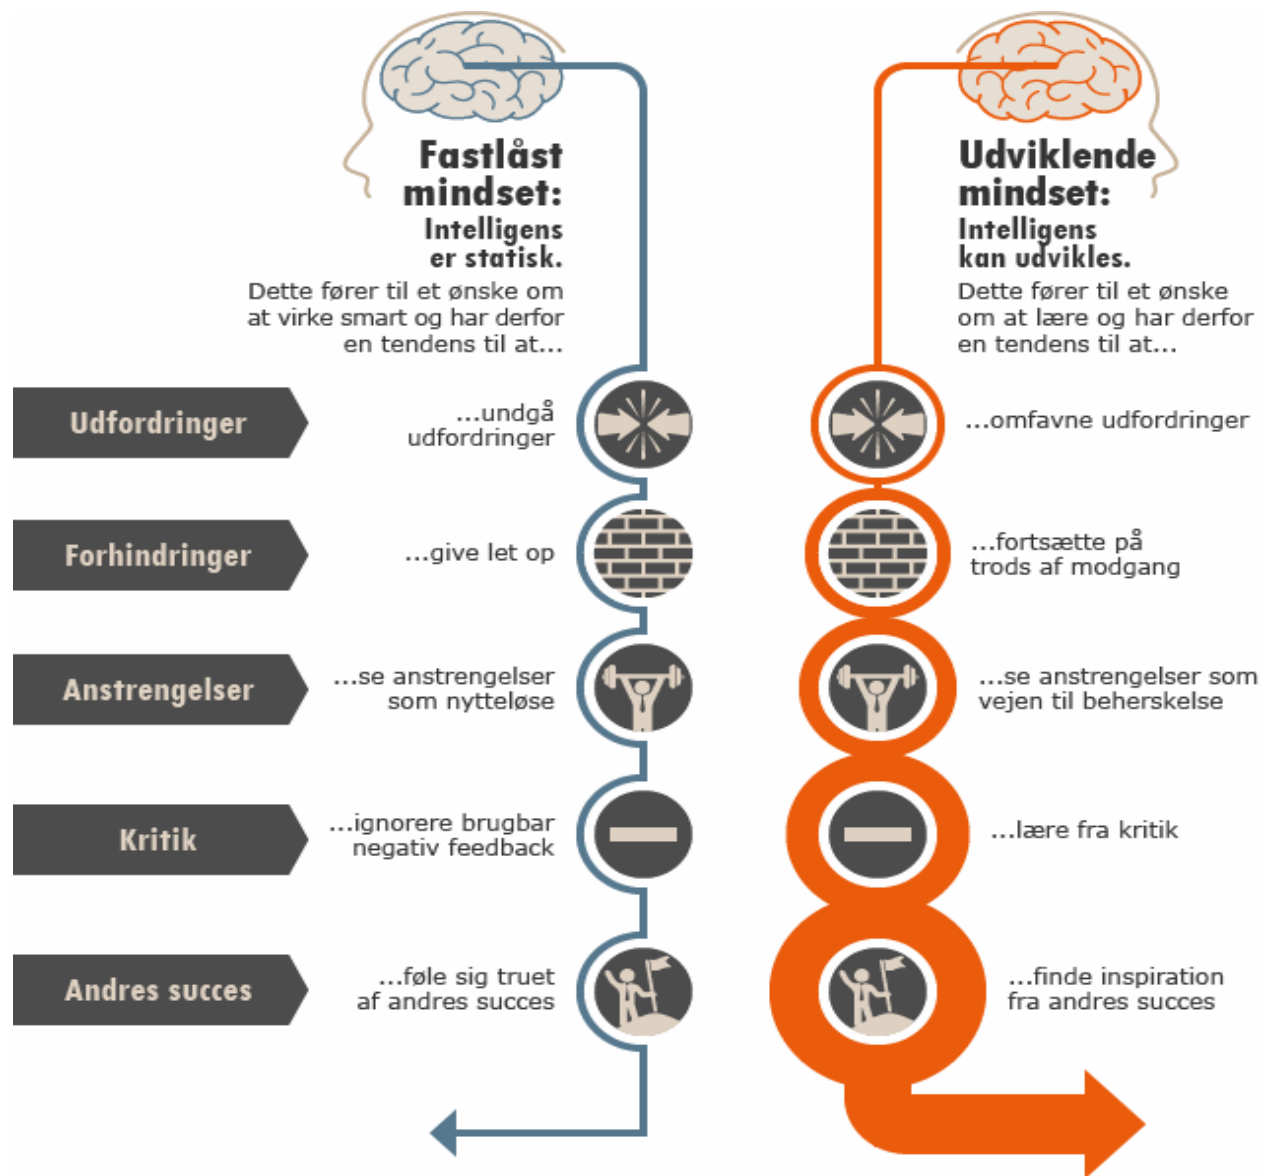 Fastlåst
mindset:
Intelligens
er statisk.
Dette fører til et ønske om
at virke smart og har derfor
en tendens til at...
Udviklende
mindset:
Intelligens
kan udvikles.
Dette fører til et ønske
om at lære og har derfor
en tendens til at...
Udfordringer
...undgå
udfordringer
...omfavne udfordringer
Forhindringer
...give let op
...fortsætte på
trods af modgang
Anstrengelser
...se anstrengelser
som nytteløse
...se anstrengelser som
vejen til beherskelse
Kritik
...ignorere brugbar
negativ feedback
...lære fra kritik
Andres succes
...føle sig truet
af andres succes
...finde inspiration
fra andres succes